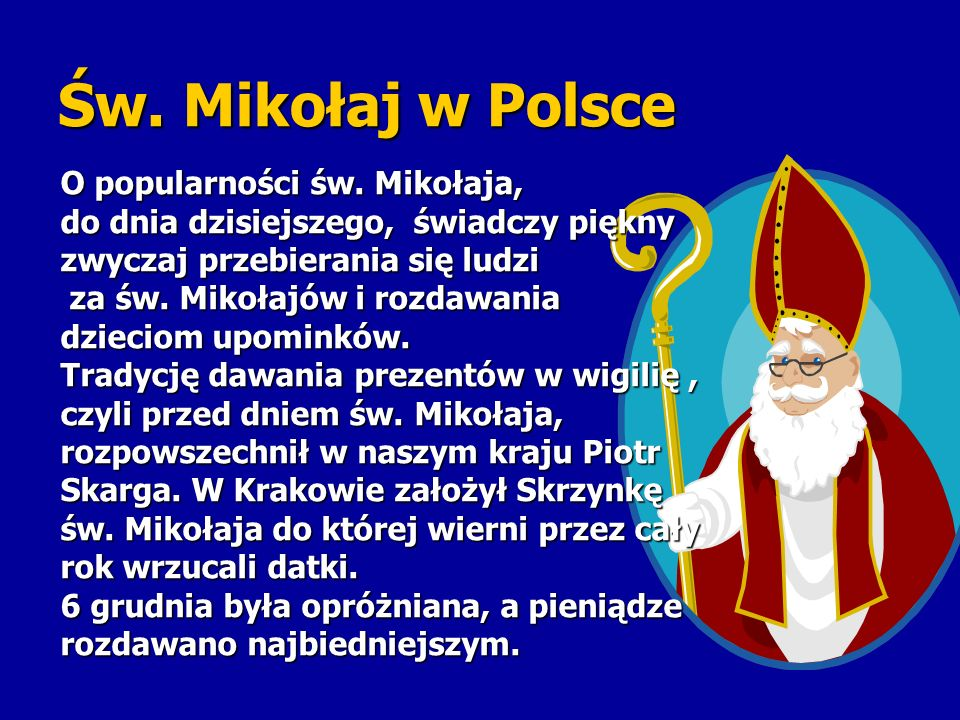 Św. Mikołaj w Polsce
O popularności św. Mikołaja,
do dnia dzisiejszego, świadczy piękny
zwyczaj przebierania się ludzi
za św. Mikołajów i rozdawania
dzieciom upominków.
Tradycję dawania prezentów w wigilię ,
czyli przed dniem św. Mikołaja,
rozpowszechnił w naszym kraju Piotr
Skarga. W Krakowie założył Skrzynkę
św. Mikołaja do której wierni przez cały
rok wrzucali datki.
6 grudnia była opróżniana, a pieniądze
rozdawano najbiedniejszym.